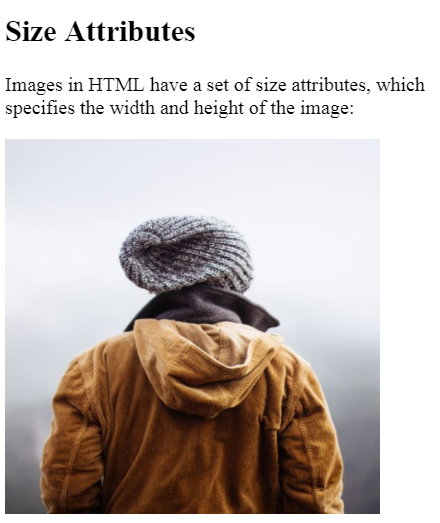 Size Attributes
Images in HTML have a set of size attributes, which
specifies the width and height of the image: